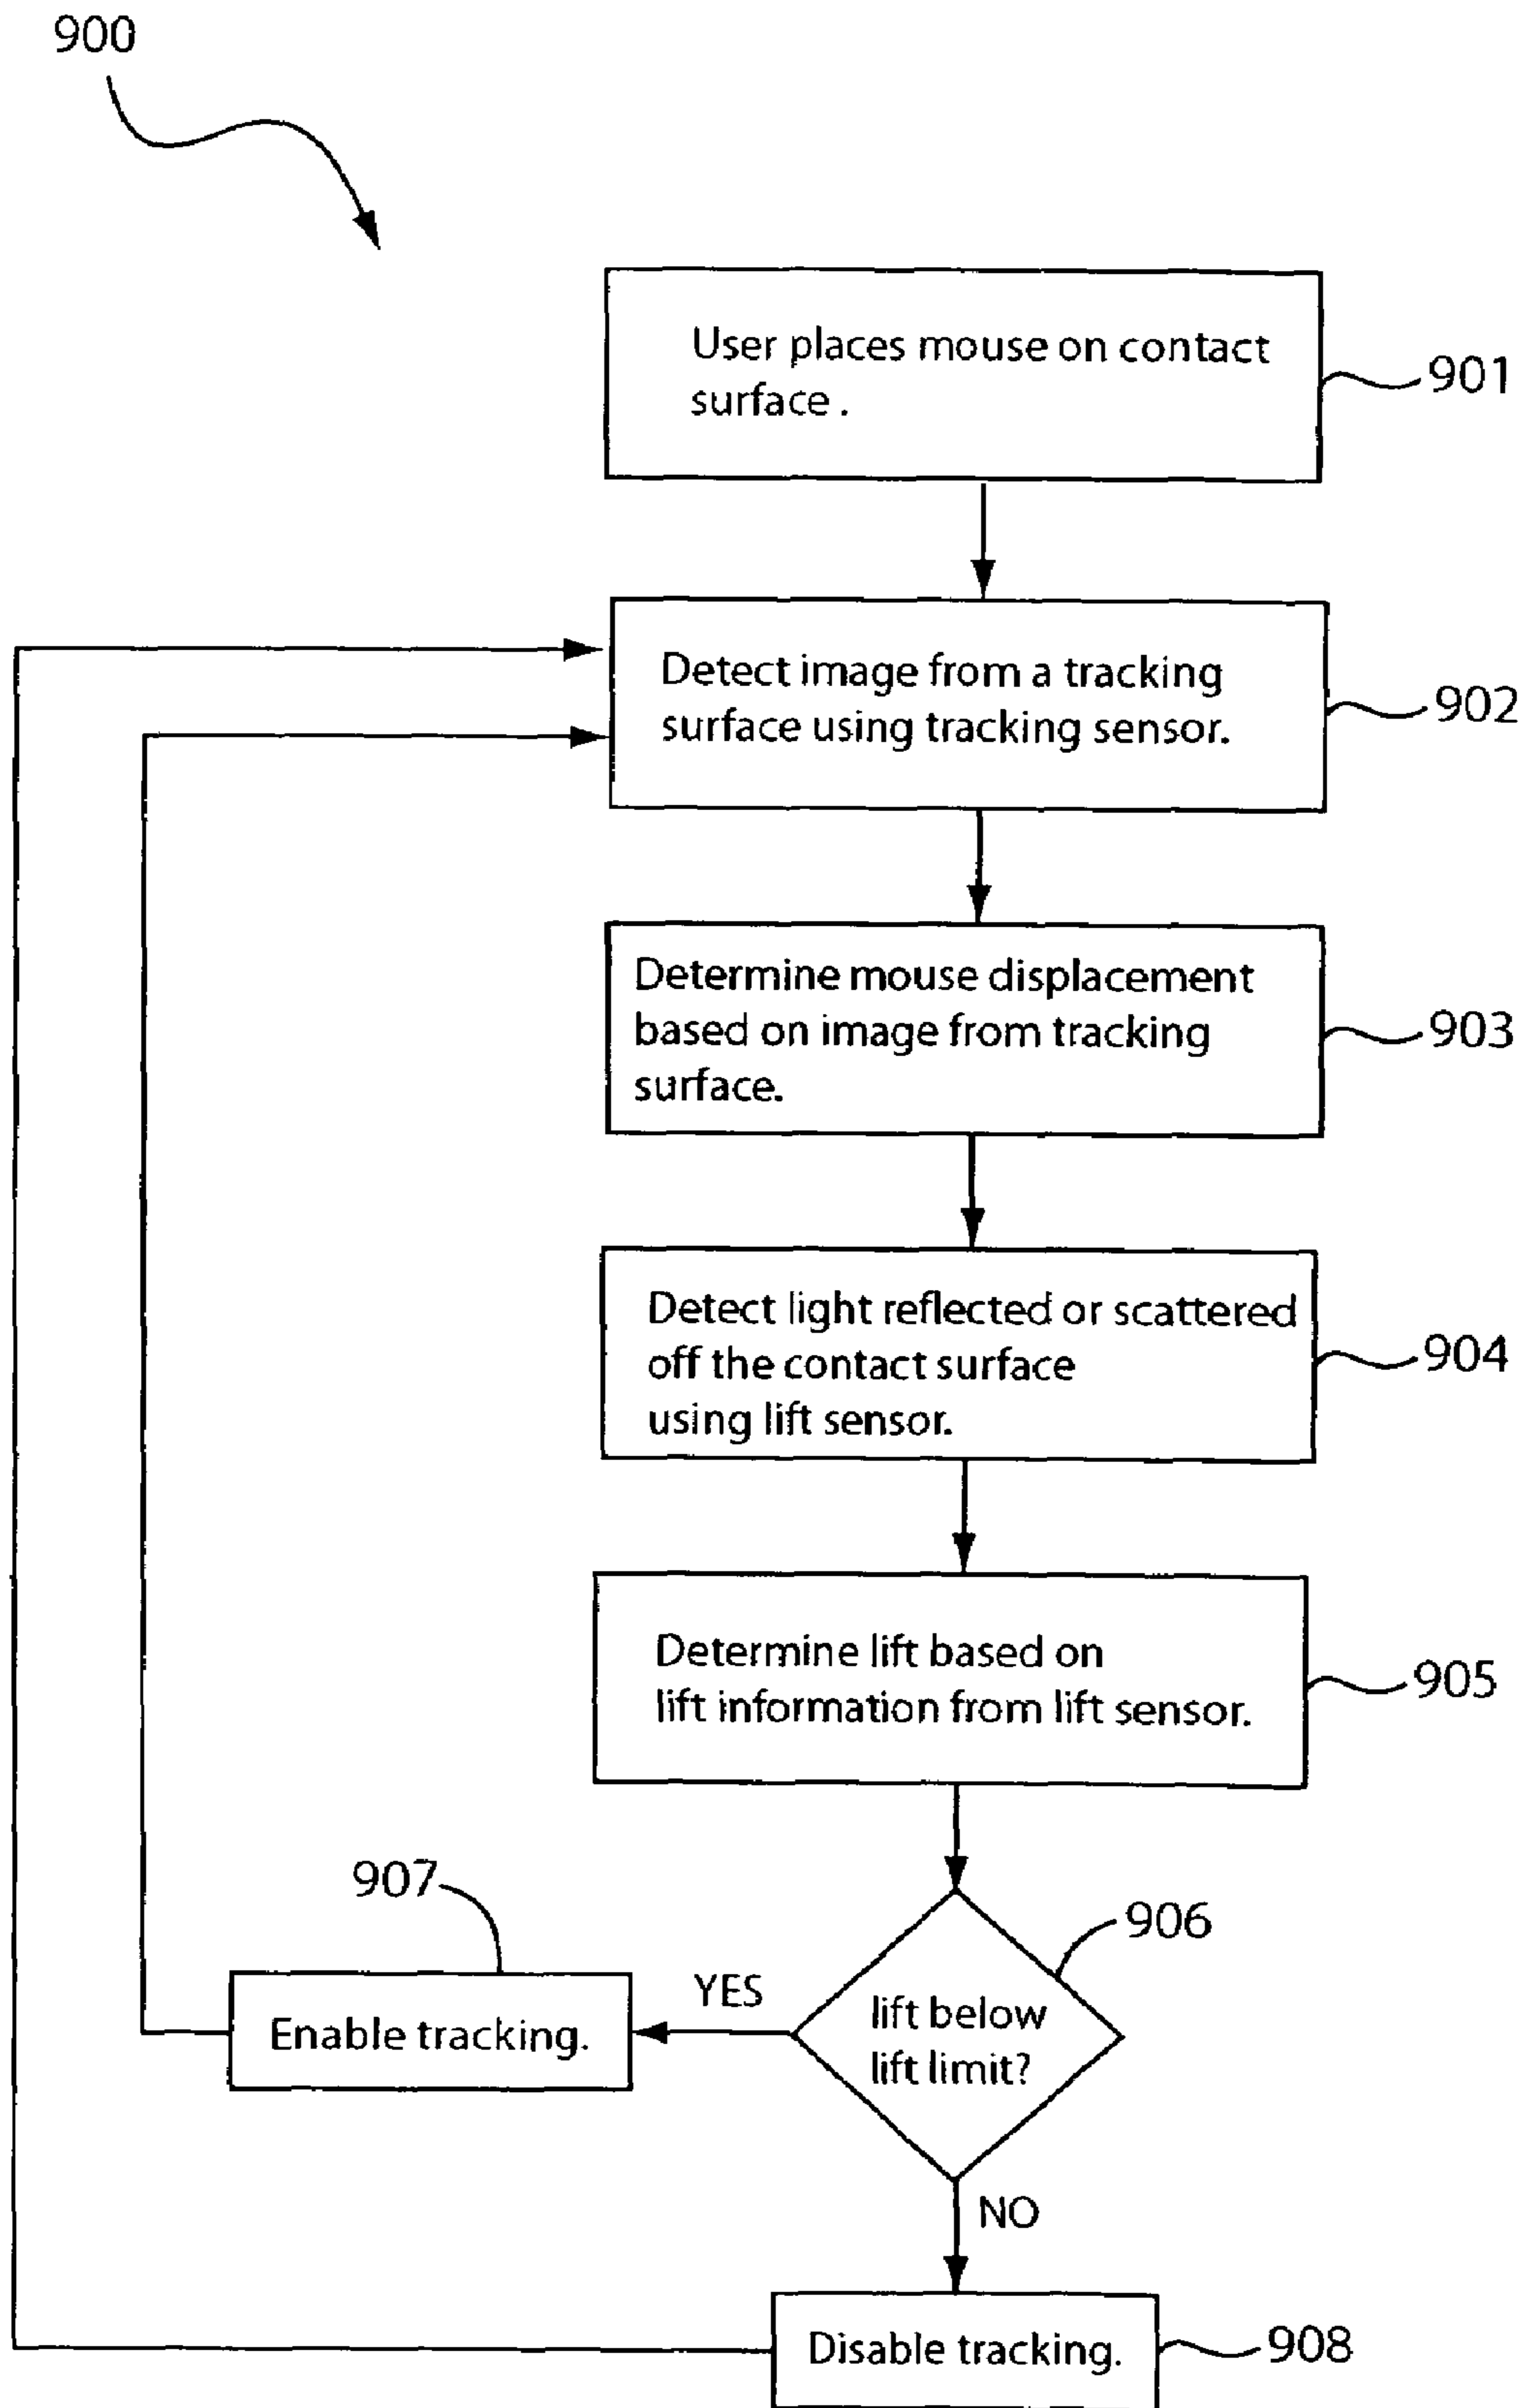 900
User places mouse on contact
surface .
901
Detect image from a tracking
surface using tracking sensor.
902
Determine mouse displacement
based on image from tracking
surface.
903
Detect light reflected or scattered
off the contact surface
using lift sensor.
904
Determine lift based on
lift information from lift sensor.
905
907
906
YES
Enable tracking.
lift below
lift limit?
NO
Disable tracking.
908